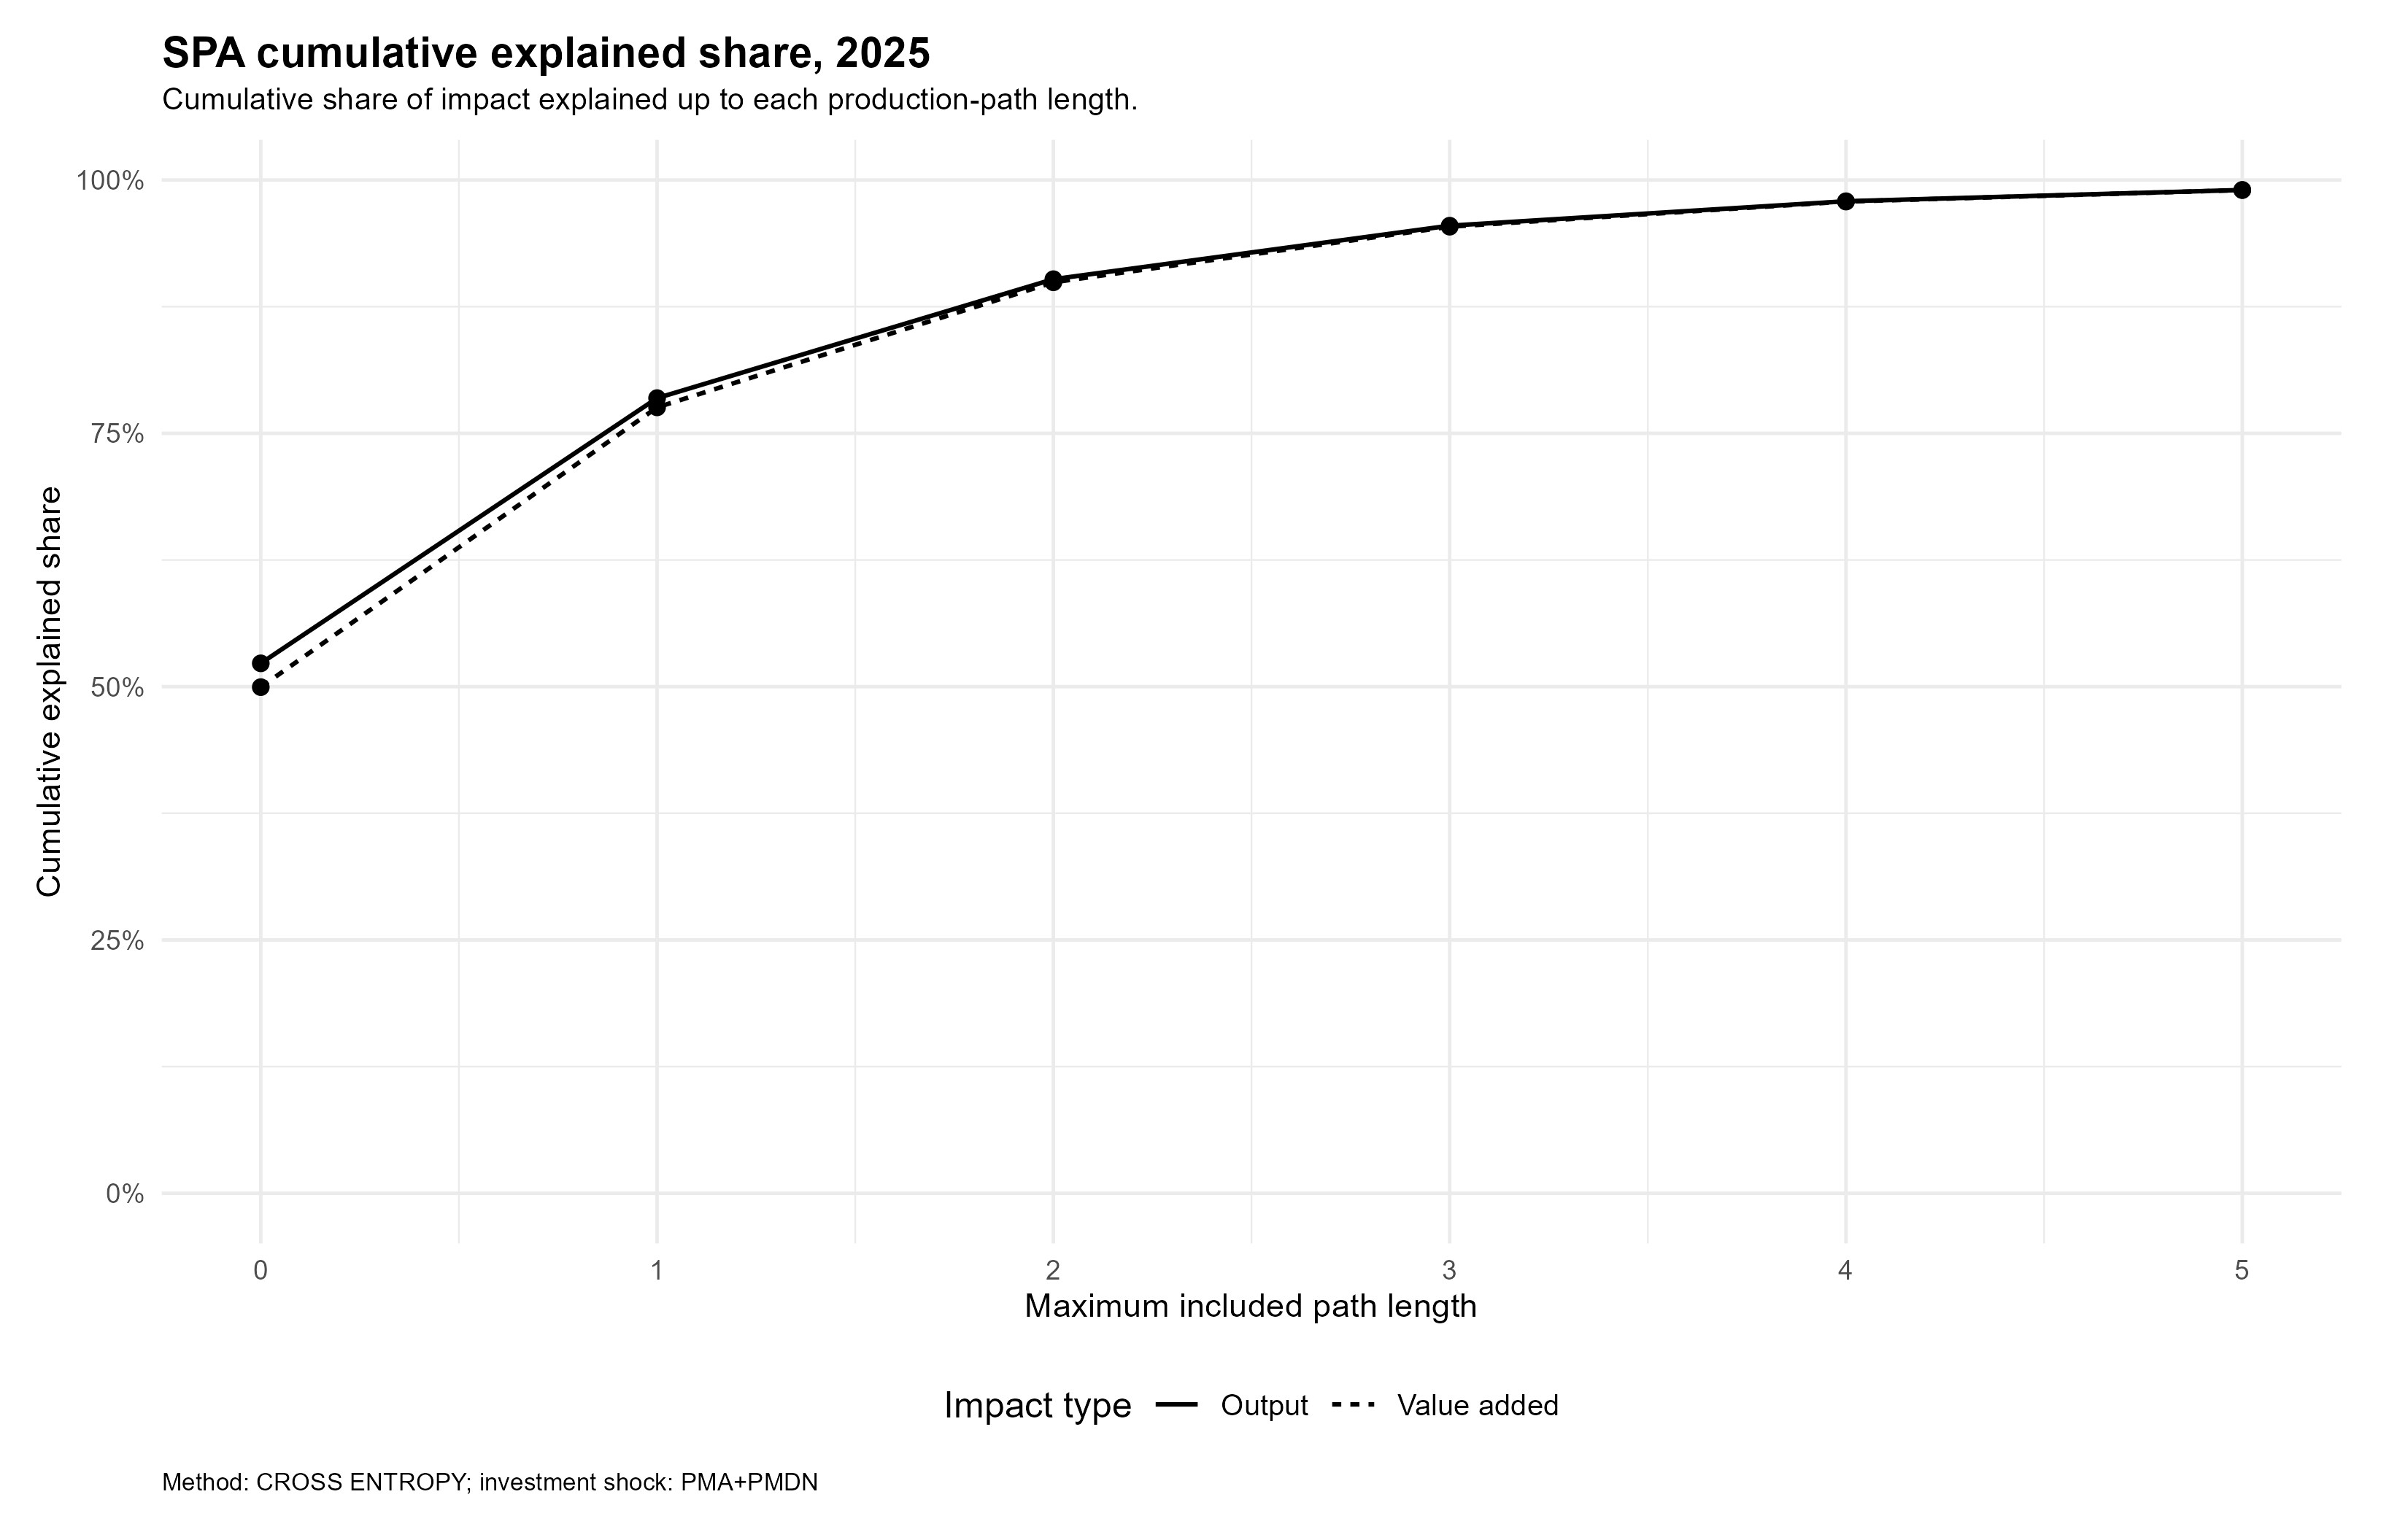 SPA cumulative explained share, 2025
Cumulative share of impact explained up to each production-path length.
Cumulative explained share
100%
75%
50%
25%
0%
0 1 2 3 4 5
Maximum included path length
Impact type Output Value added
Method: CROSS ENTROPY; investment shock: PMA+PMDN